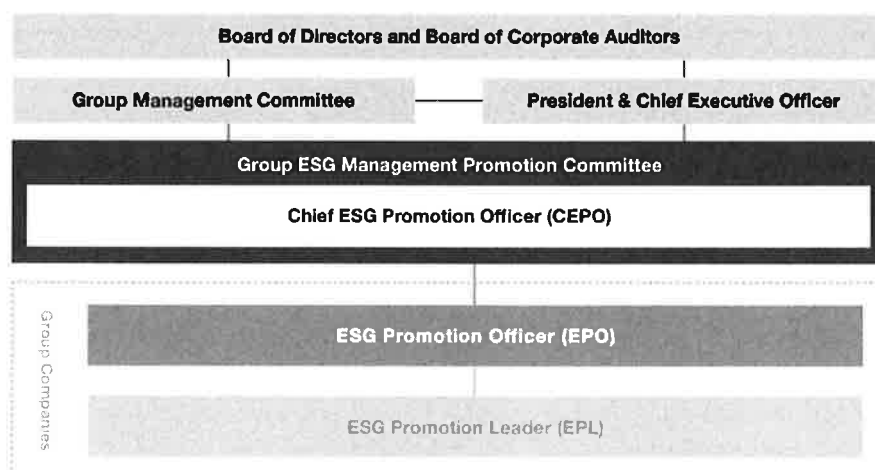 Board of Directors and Board of Corporate Auditors
Group Management Committee
President & Chief Executive Officer
Group ESG Management Promotion Committee
Chief ESG Promotion Officer (CEPO)
Group Companies
ESG Promotion Officer (EPO)
ESG Promotion Leader (EPL)